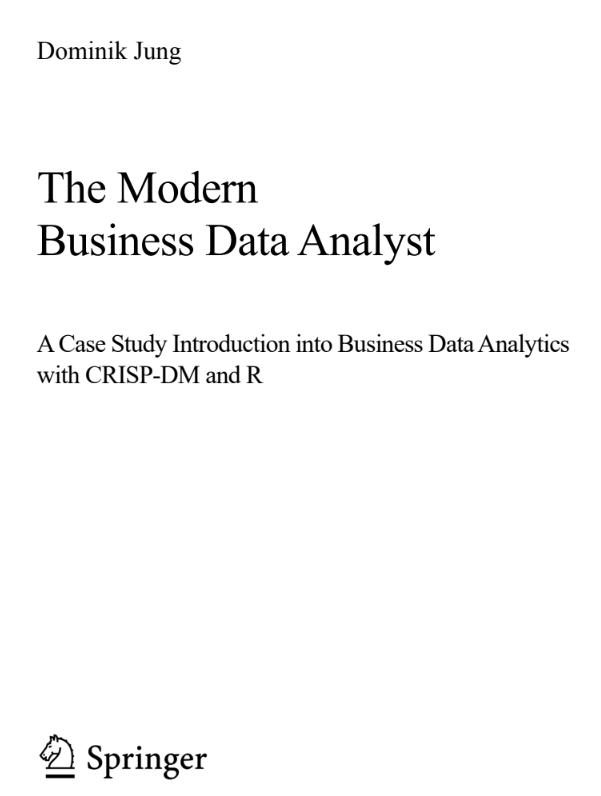 Dominik Jung
The Modern
Business Data Analyst
A Case Study Introduction into Business Data Analytics
with CRISP-DM and R
Springer